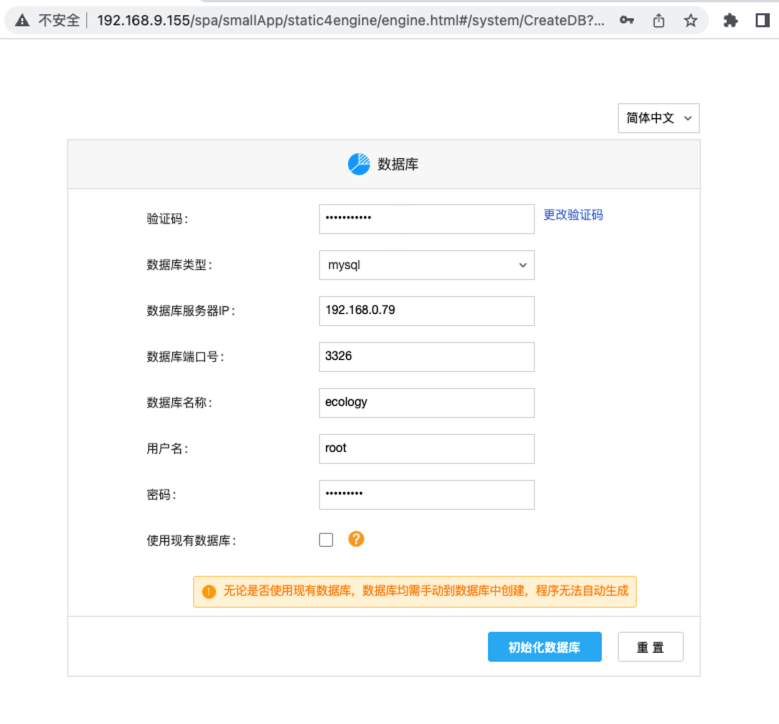 不安全 192.168.9.155/spa/smallApp/static4engine/engine.html#/system/CreateDB?...
简体中文
数据库
验证码： ••••••••••• 更改验证码
数据库类型： mysql
数据库服务器IP： 192.168.0.79
数据库端口号： 3326
数据库名称： ecology
用户名： root
密码： •••••••••
使用现有数据库： ?
! 无论是否使用现有数据库，数据库均需手动到数据库中创建，程序无法自动生成
初始化数据库 重 置